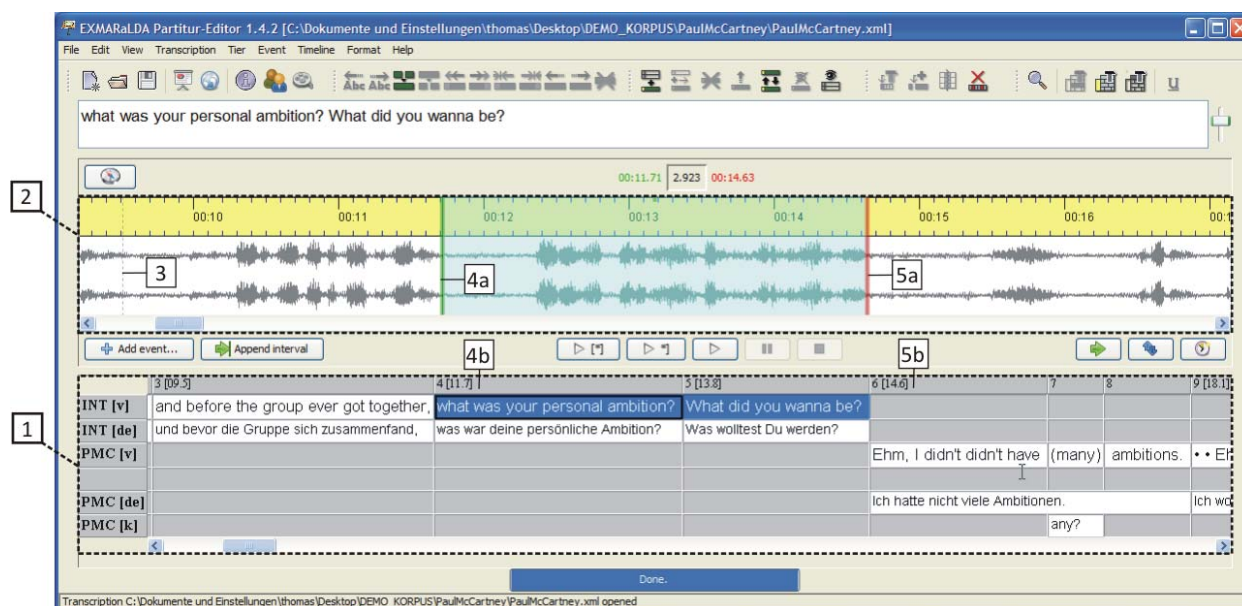 EXMARaLDA Partitur-Editor 1.4.2 [C:\Dokumente und Einstellungen\thomas\Desktop\DEMO_KORPUS\PaulMcCartney\PaulMcCartney.xml]
File Edit View Transcription Tier Event Timeline Format Help
Abc Abc u
what was your personal ambition? What did you wanna be?
00:11.71 2.923 00:14.63
2
00:10 00:11 00:12 00:13 00:14 00:15 00:16 00:1
3 4a 5a
Add event... Append interval 4b [*] *] 5b
3 [09.5] 4 [11.7] 5 [13.8] 6 [14.6] 7 8 9 [18.1]
INT [v] and before the group ever got together, what was your personal ambition? What did you wanna be?
1
INT [de] und bevor die Gruppe sich zusammenfand, was war deine persönliche Ambition? Was wolltest Du werden?
PMC [v] Ehm, I didn't didn't have (many) ambitions. • • Eh
PMC [de] Ich hatte nicht viele Ambitionen. Ich wo
PMC [k] any?
Done.
Transcription C:\Dokumente und Einstellungen\thomas\Desktop\DEMO_KORPUS\PaulMcCartney\PaulMcCartney.xml opened